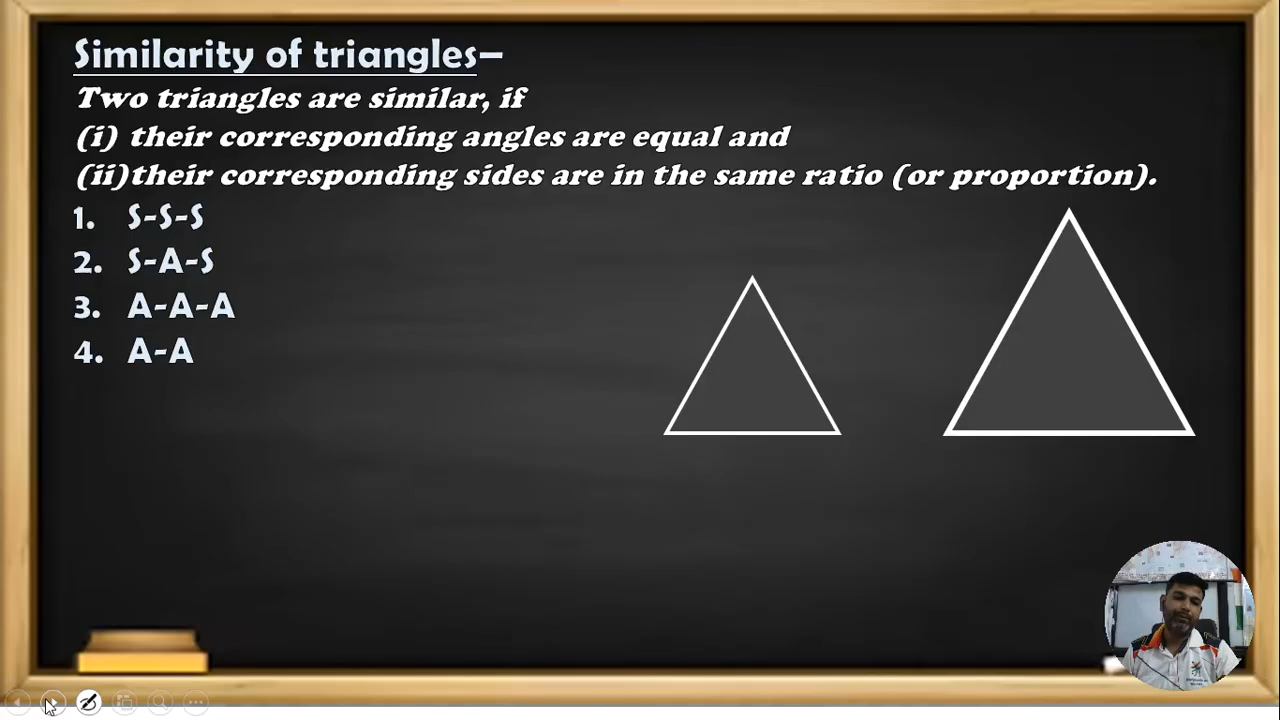 Similarity of triangles–
Two triangles are similar, if
(i) their corresponding angles are equal and
(ii)their corresponding sides are in the same ratio (or proportion).
1. S-S-S
2. S-A-S
3. A-A-A
4. A-A